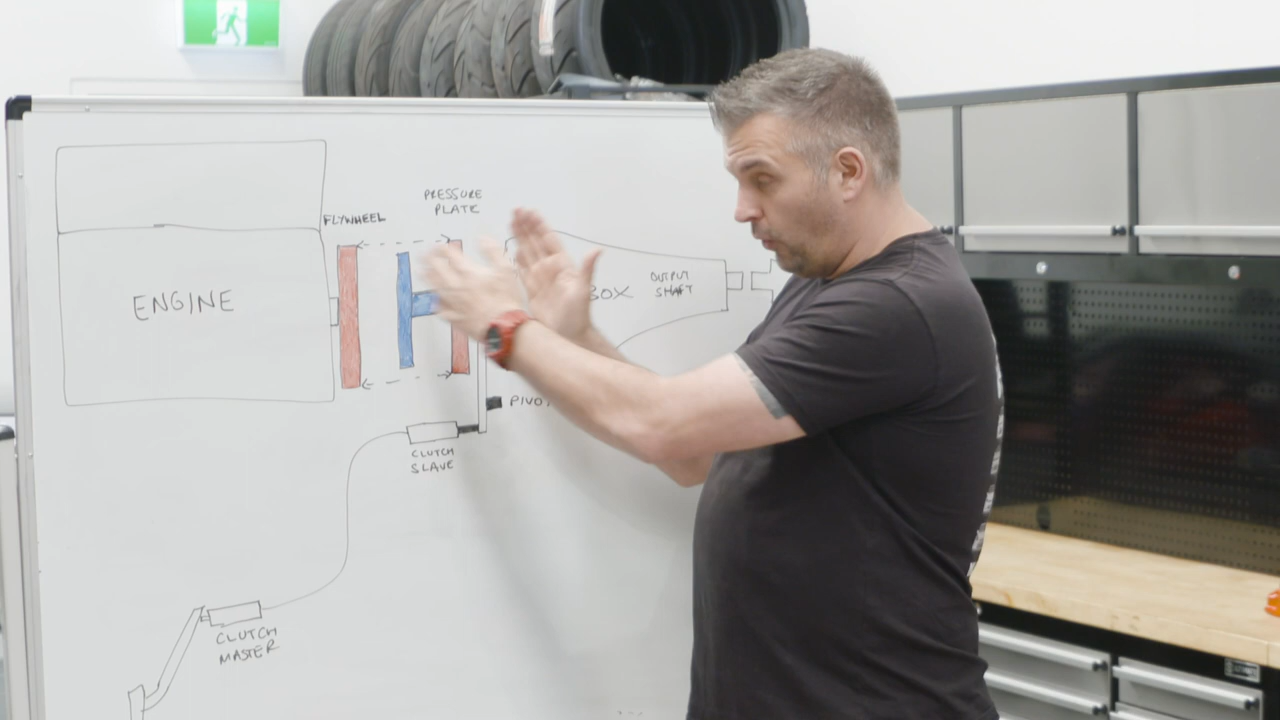 PRESSURE
PLATE
FLYWHEEL
ENGINE
BOX
OUTPUT
SHAFT
PIVOT
CLUTCH
SLAVE
CLUTCH
MASTER